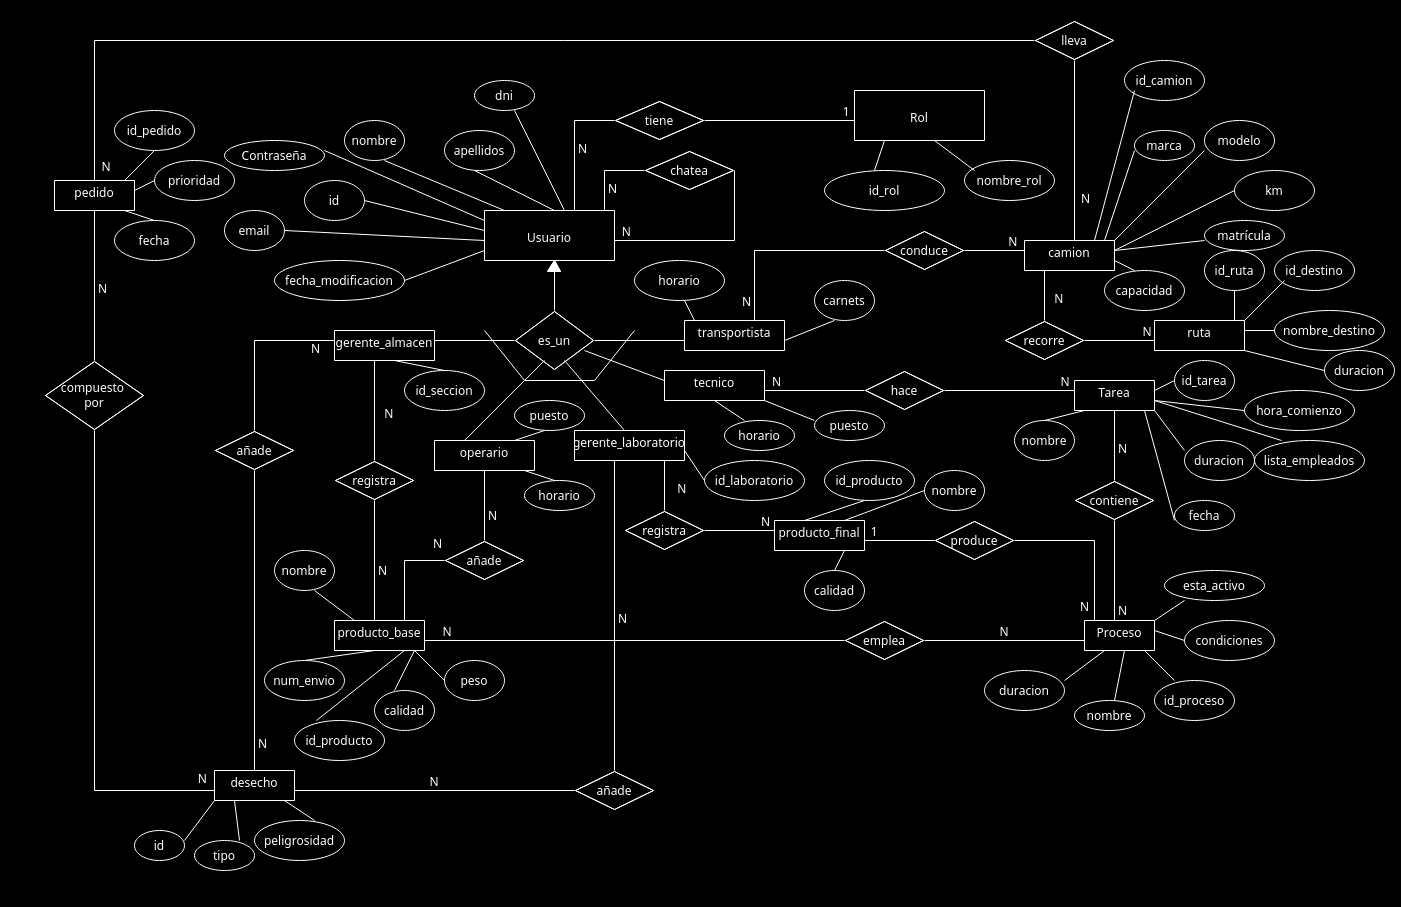 lleva
id_camion
dni
Rol
1
tiene
id_pedido
nombre
modelo
marca
N
apellidos
Contraseña
N
chatea
prioridad
pedido
id_rol
nombre_rol
km
N
id
N
email
Usuario
N
matrícula
fecha
conduce
N
camion
id_ruta
id_destino
fecha_modificacion
horario
N
carnets
N
N
capacidad
transportista
N
ruta
nombre_destino
gerente_almacen
N
es_un
recorre
duracion
compuesto
por
id_seccion
tecnico
N
hace
N
Tarea
id_tarea
N
puesto
hora_comienzo
puesto
nombre
horario
añade
operario
gerente_laboratorio
N
duracion
lista_empleados
registra
horario
id_laboratorio
id_producto
nombre
N
contiene
N
N
registra
N
producto_final
1
fecha
N
añade
produce
nombre
N
calidad
esta_activo
N
N
N
producto_base
N
emplea
N
Proceso
condiciones
num_envio
peso
duracion
calidad
nombre
id_proceso
id_producto
N
N
desecho
N
añade
id
tipo
peligrosidad